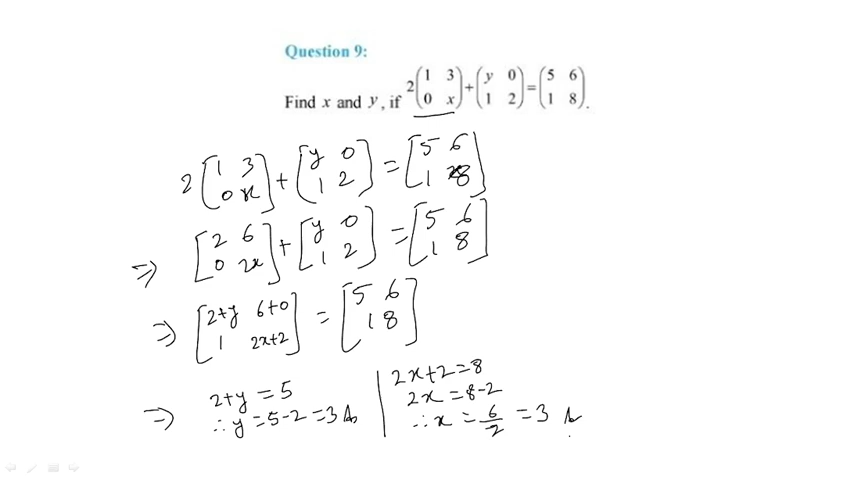 Question 9:
Find x and y, if 2(1 3 0 x)+(y 0 1 2)=(5 6 1 8).
2[1 3 0 x]+[y 0 1 2]=[5 6 1 8]
⇒ [2 6 0 2x]+[y 0 1 2]=[5 6 1 8]
⇒ [2+y 6+0 1 2x+2]=[5 6 1 8]
⇒ 2+y=5
∴y=5-2=3
2x+2=8
2x=8-2
∴x=6/2=3